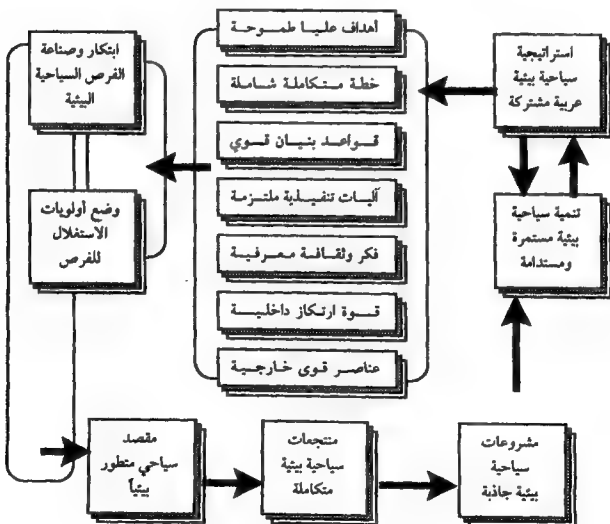 استراتيجية
سياحية بيئية
عربية مشتركة
تنمية سياحية
بيئية مستمرة
ومستدامة
أهداف عليا طموحة
خطة متكاملة شاملة
قواعد بنيان قوي
آليات تنفيذية ملتزمة
فكر وثقافة معرفية
قوة ارتكاز داخلية
عناصر قوى خارجية
ابتكار وصناعة
الفرص السياحية
البيئية
وضع أولويات
الاستغلال
للفرص
مقصد
سياحي متطور
بيئياً
منتجعات
سياحية بيئية
متكاملة
مشروعات
سياحية
بيئية جاذبة